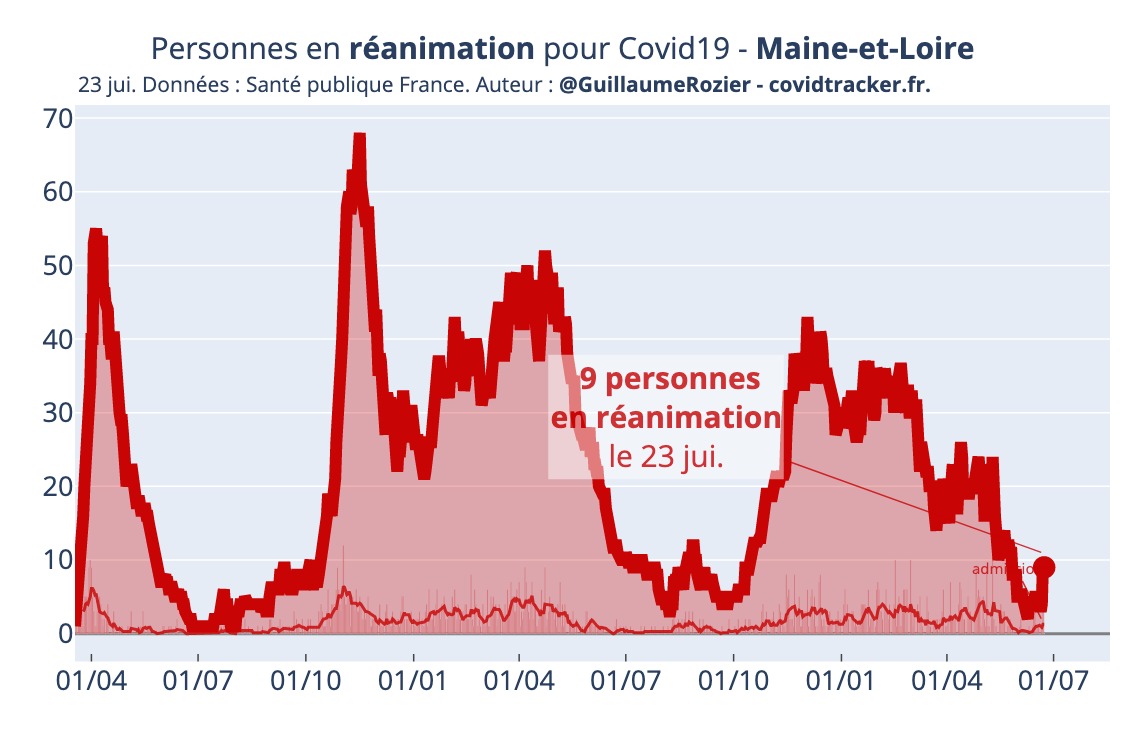 Personnes en réanimation pour Covid19 - Maine-et-Loire
23 jui. Données : Santé publique France. Auteur : @GuillaumeRozier - covidtracker.fr.
70
60
50
40
30
20
10
0
9 personnes
en réanimation
le 23 jui.
01/04 01/07 01/10 01/01 01/04 01/07 01/10 01/01 01/04 01/07